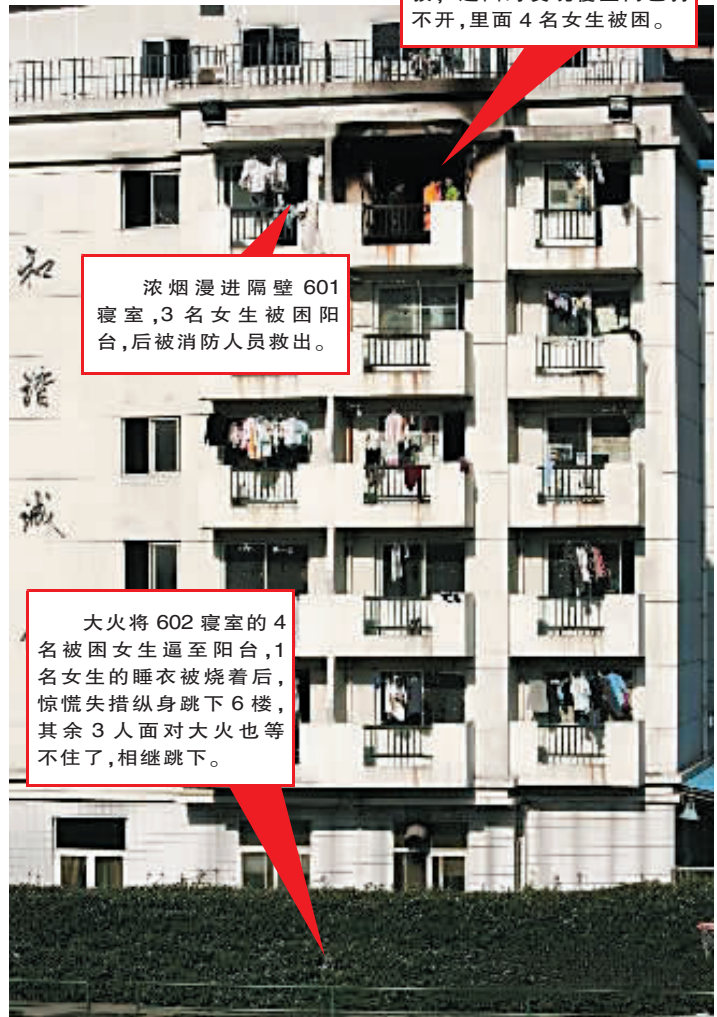 不开,里面 4 名女生被困。
浓烟漫进隔壁 601
寝室,3 名女生被困阳
台,后被消防人员救出。
和
谐
诚
大火将 602 寝室的 4
名被困女生逼至阳台,1
名女生的睡衣被烧着后,
惊慌失措纵身跳下 6 楼,
其余 3 人面对大火也等
不住了,相继跳下。